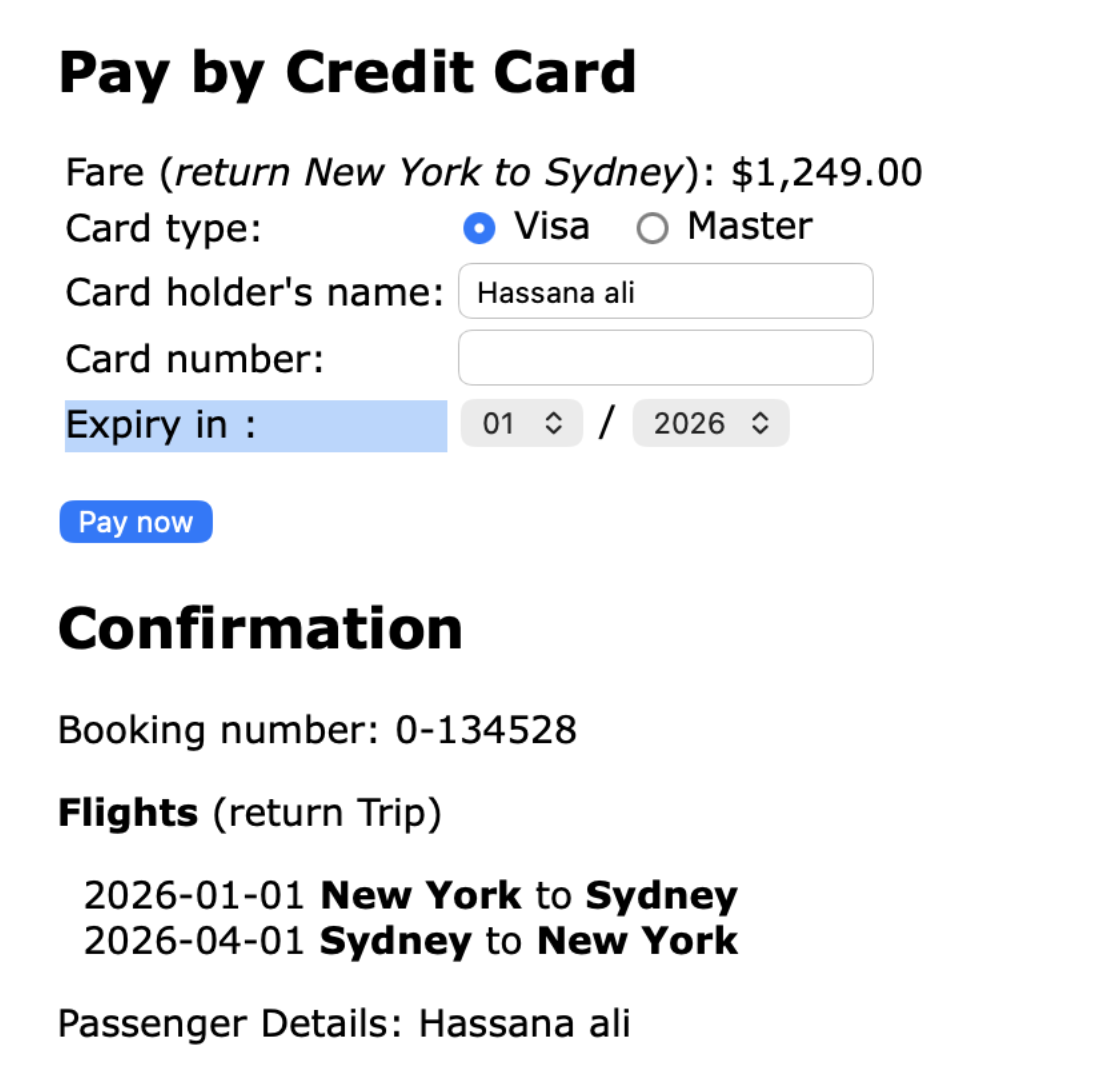 Pay by Credit Card
Fare (return New York to Sydney): $1,249.00
Card type: Visa Master
Card holder's name: Hassana ali
Card number:
Expiry in : 01 / 2026
Pay now
Confirmation
Booking number: 0-134528
Flights (return Trip)
2026-01-01 New York to Sydney
2026-04-01 Sydney to New York
Passenger Details: Hassana ali